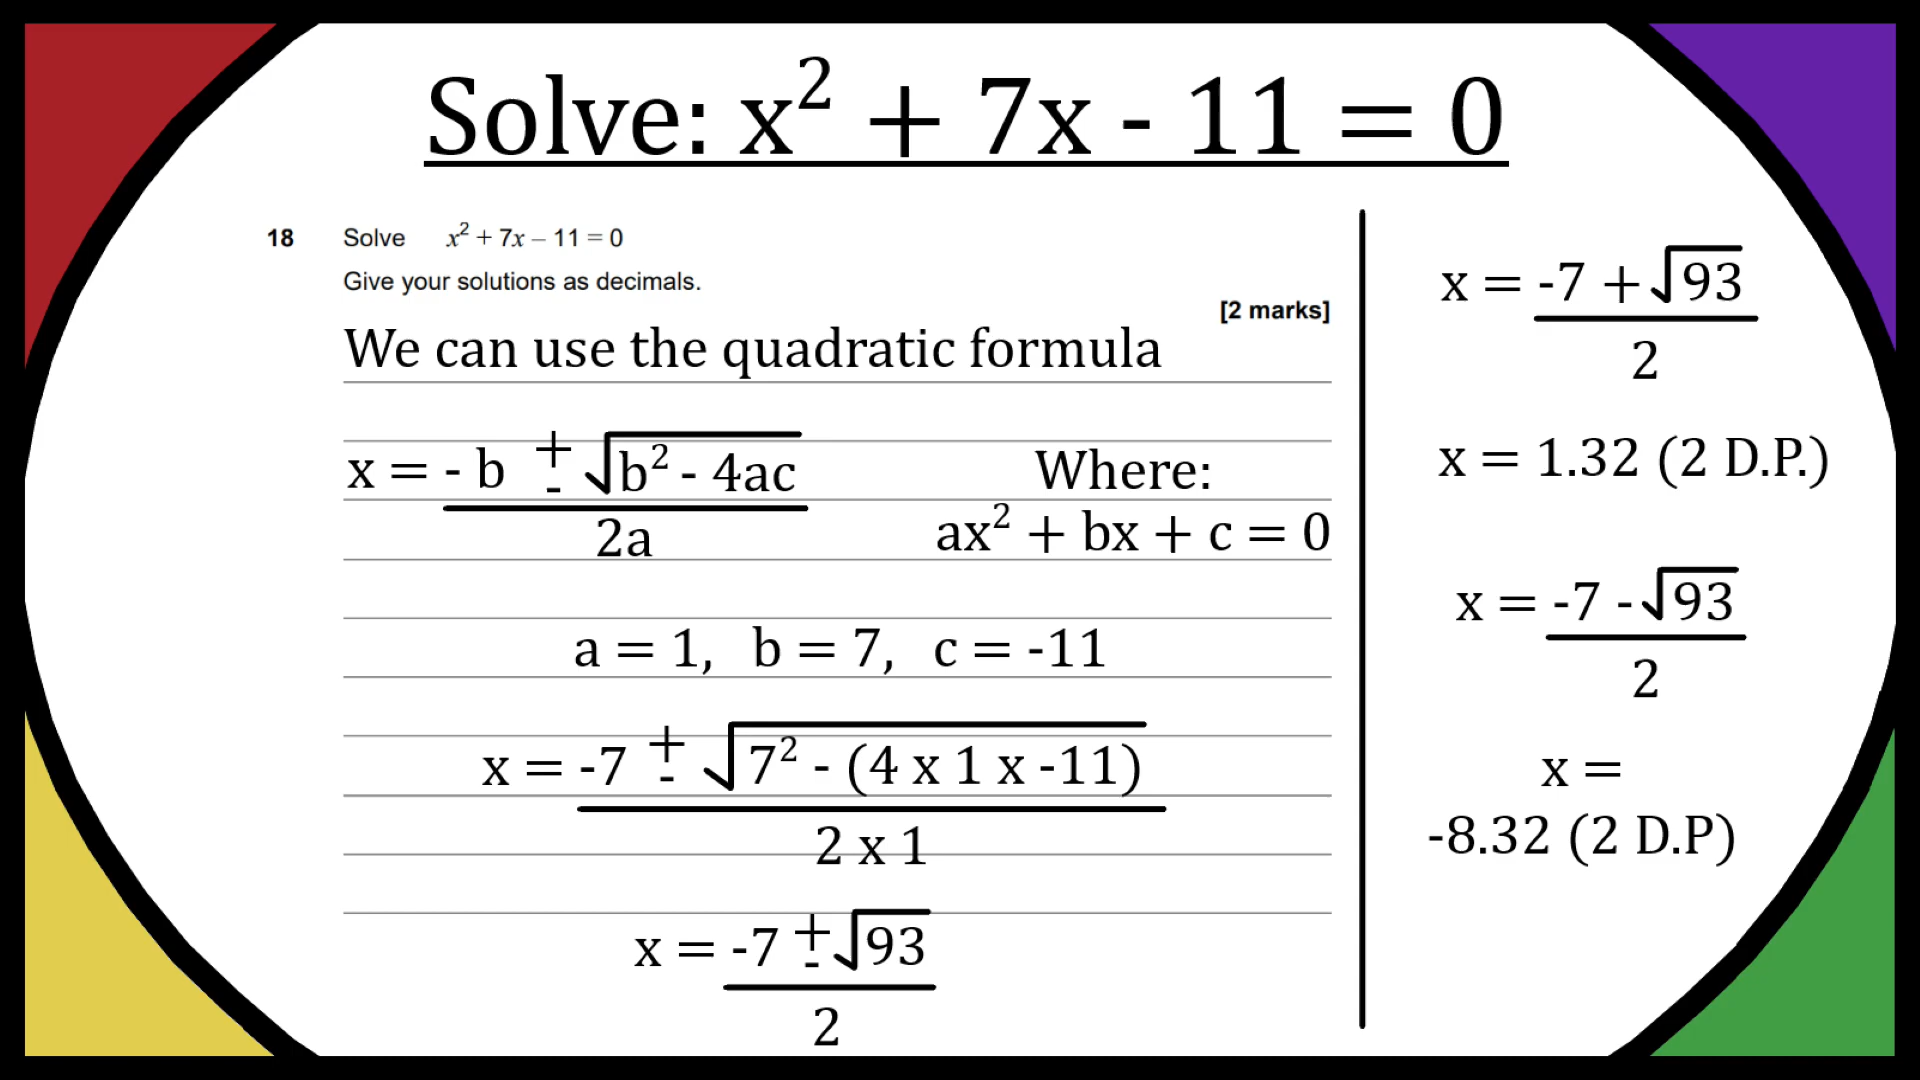 Solve: x² + 7x - 11 = 0
18 Solve x² + 7x – 11 = 0
Give your solutions as decimals.
[2 marks]
We can use the quadratic formula
x = - b ± √b² - 4ac
2a
Where:
ax² + bx + c = 0
a = 1, b = 7, c = -11
x = -7 ± √7² - (4 x 1 x -11)
2 x 1
x = -7 ± √93
2
x = -7 + √93
2
x = 1.32 (2 D.P.)
x = -7 - √93
2
x =
-8.32 (2 D.P)